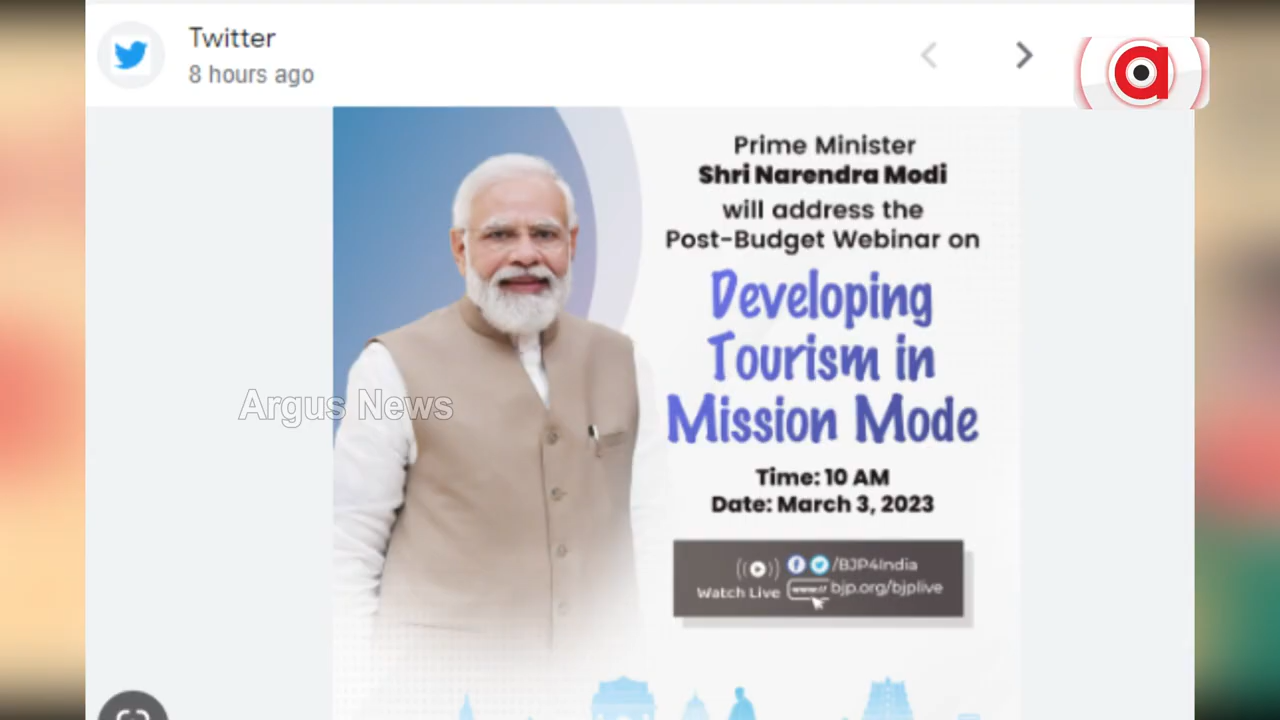 Twitter
8 hours ago
Prime Minister
Shri Narendra Modi
will address the
Post-Budget Webinar on
Developing
Tourism in
Mission Mode
Time: 10 AM
Date: March 3, 2023
/BJP4India
Watch Live
bjp.org/bjplive
Argus News